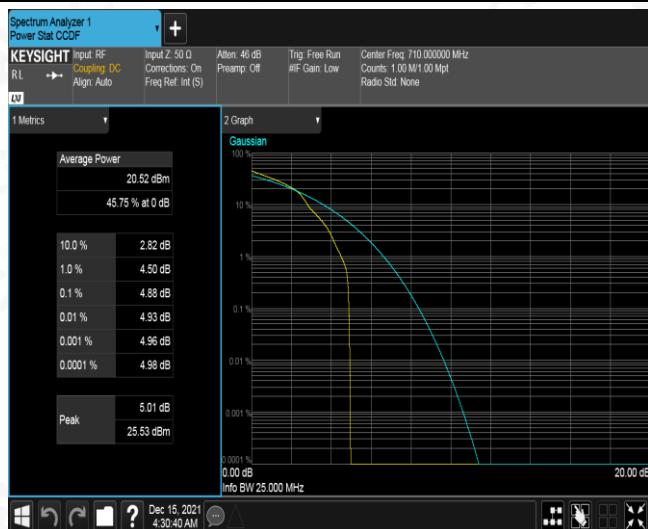 Spectrum Analyzer 1
Power Stat CCDF
+
KEYSIGHT
R L
LXI
Input: RF
Coupling: DC
Align: Auto
Input Z: 50 Ω
Corrections: On
Freq Ref: Int (S)
Atten: 46 dB
Preamp: Off
Trig: Free Run
#IF Gain: Low
Center Freq: 710.000000 MHz
Counts: 1.00 M/1.00 Mpt
Radio Std: None
1 Metrics
Average Power
20.52 dBm
45.75 % at 0 dB
10.0 % 2.82 dB
1.0 % 4.50 dB
0.1 % 4.88 dB
0.01 % 4.93 dB
0.001 % 4.96 dB
0.0001 % 4.98 dB
Peak 5.01 dB
25.53 dBm
2 Graph
Gaussian
100 %
10 %
1 %
0.1 %
0.01 %
0.001 %
0.0001 %
0.00 dB 20.00 dB
Info BW 25.000 MHz
? Dec 15, 2021
4:30:40 AM